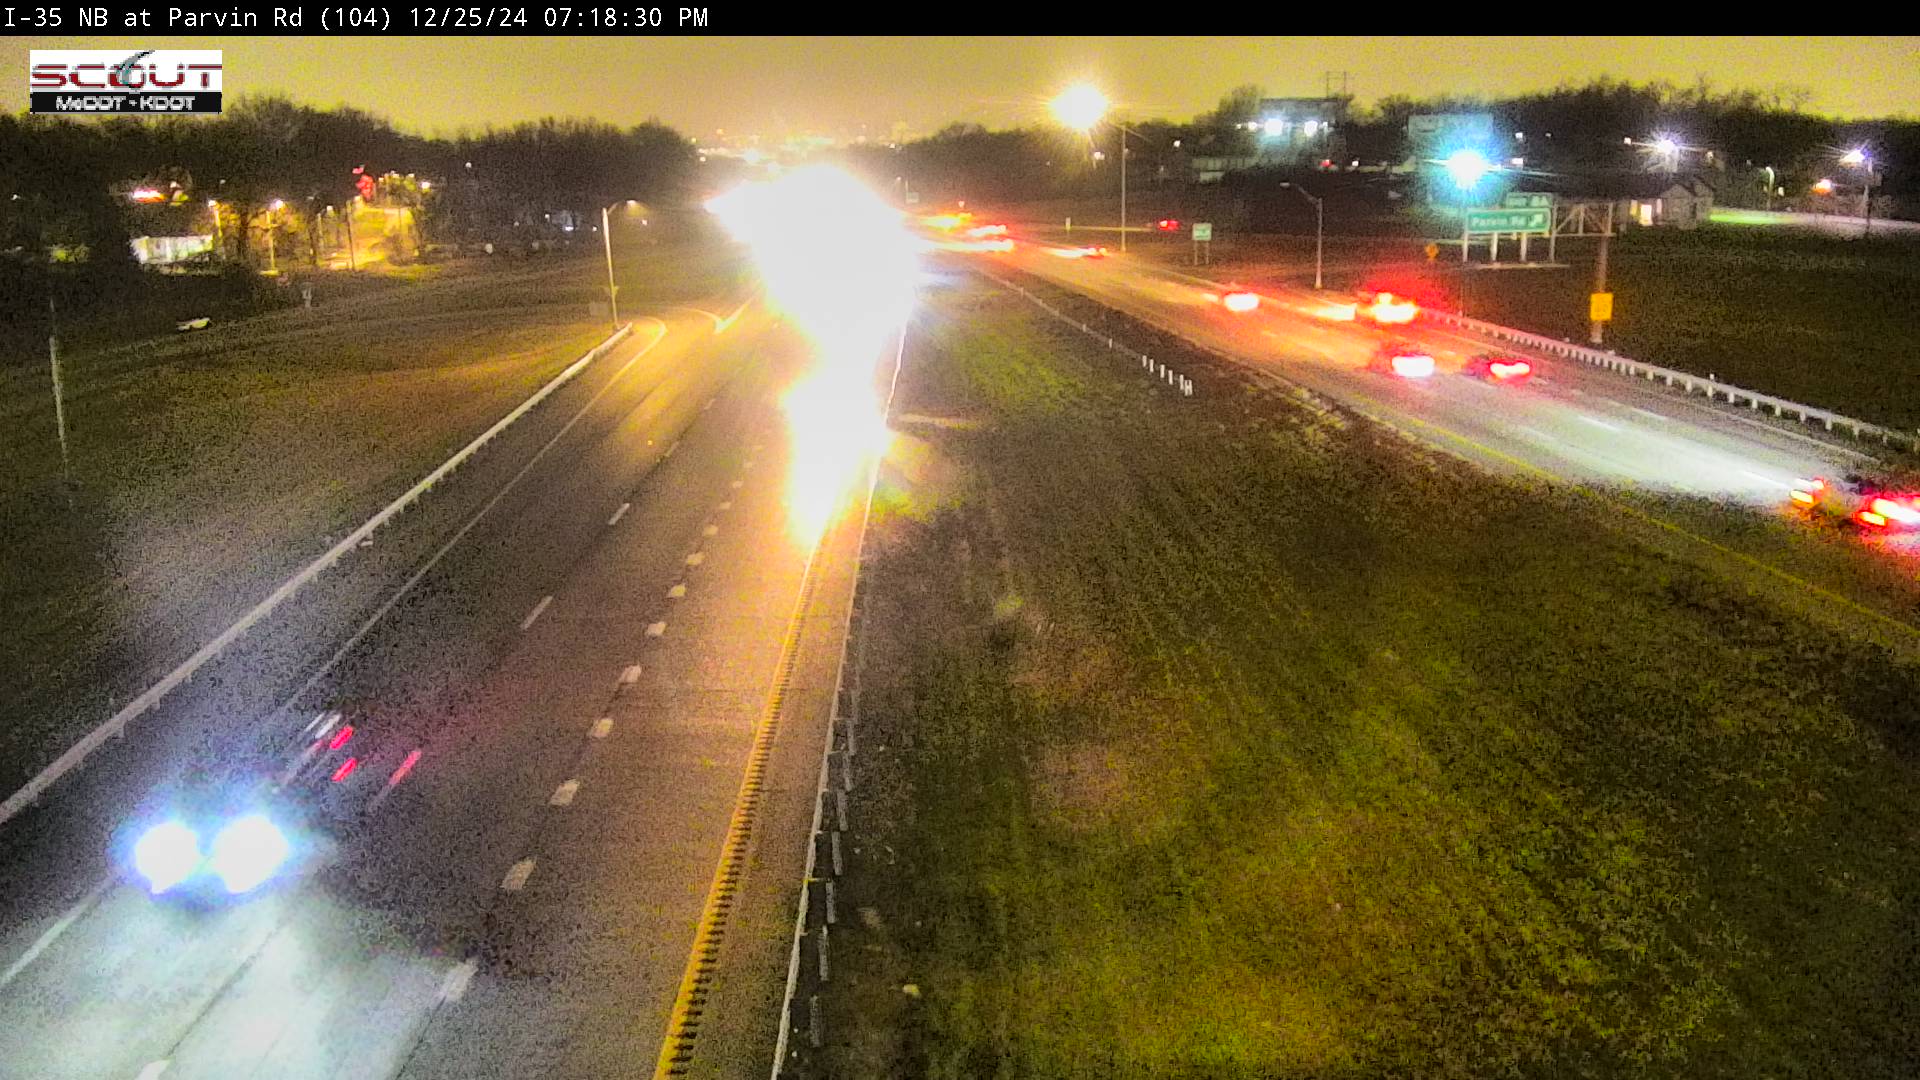 I-35 NB at Parvin Rd (104) 12/25/24 07:18:30 PM
SCOUT
MoDOT - KDOT
Parvin Rd